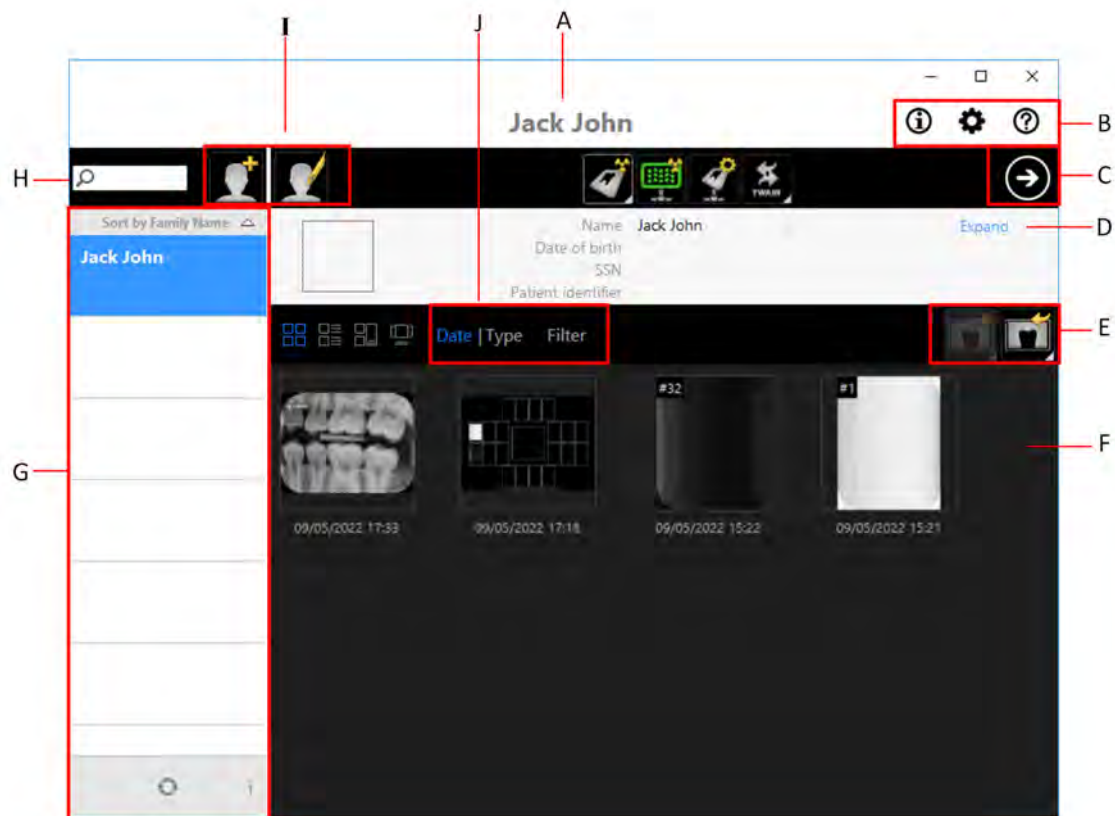 I
J
A
Jack John
B
H
TWAIN
C
Sort by Family Name
Name Jack John
Expand
D
Jack John
Date of birth
SSN
Patient identifier
Date | Type Filter
E
#32
#1
F
G
09/05/2022 17:33
09/05/2022 17:18
09/05/2022 15:22
09/05/2022 15:21